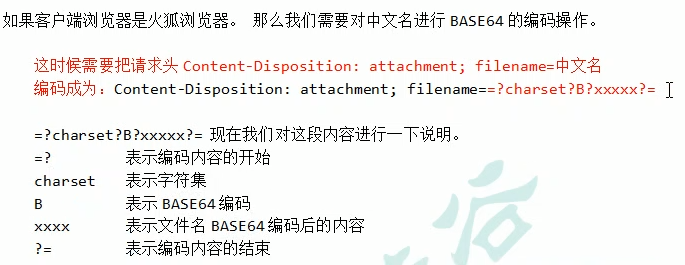 如果客户端浏览器是火狐浏览器。 那么我们需要对中文名进行 BASE64 的编码操作。
这时候需要把请求头 Content-Disposition: attachment; filename=中文名
编码成为：Content-Disposition: attachment; filename==?charset?B?xxxxx?=
=?charset?B?xxxxx?= 现在我们对这段内容进行一下说明。
=? 表示编码内容的开始
charset 表示字符集
B 表示 BASE64 编码
xxxx 表示文件名 BASE64 编码后的内容
?= 表示编码内容的结束